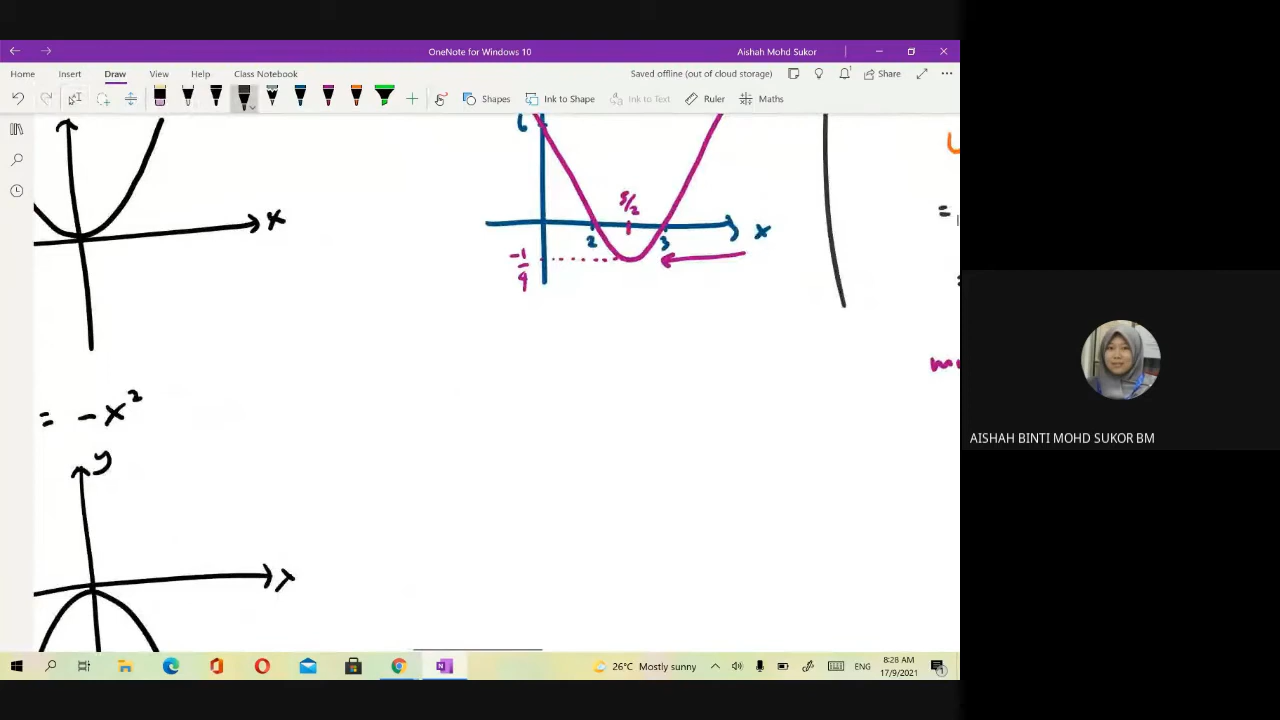 OneNote for Windows 10
Aishah Mohd Sukor
Home Insert Draw View Help Class Notebook
Saved offline (out of cloud storage)
Share
Shapes
Ink to Shape
Ink to Text
Ruler
Maths
6
x
5/2
2
3
x
-1/4
=
= -x²
y
x
AISHAH BINTI MOHD SUKOR BM
26°C Mostly sunny
ENG
8:28 AM
17/9/2021
1